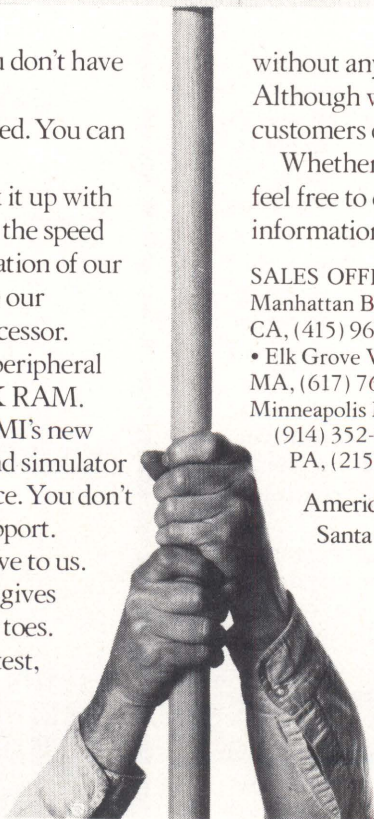 u don't have
ed. You can
it up with
the speed
ation of our
our
cessor.
peripheral
K RAM.
MI's new
nd simulator
ce. You don't
pport.
ve to us.
gives
toes.
test,
without any
Although w
customers
Whether
feel free to
information
SALES OFFI
Manhattan B
CA, (415) 96
• Elk Grove V
MA, (617) 76
Minneapolis
(914) 352-
PA, (215
Americ
Santa